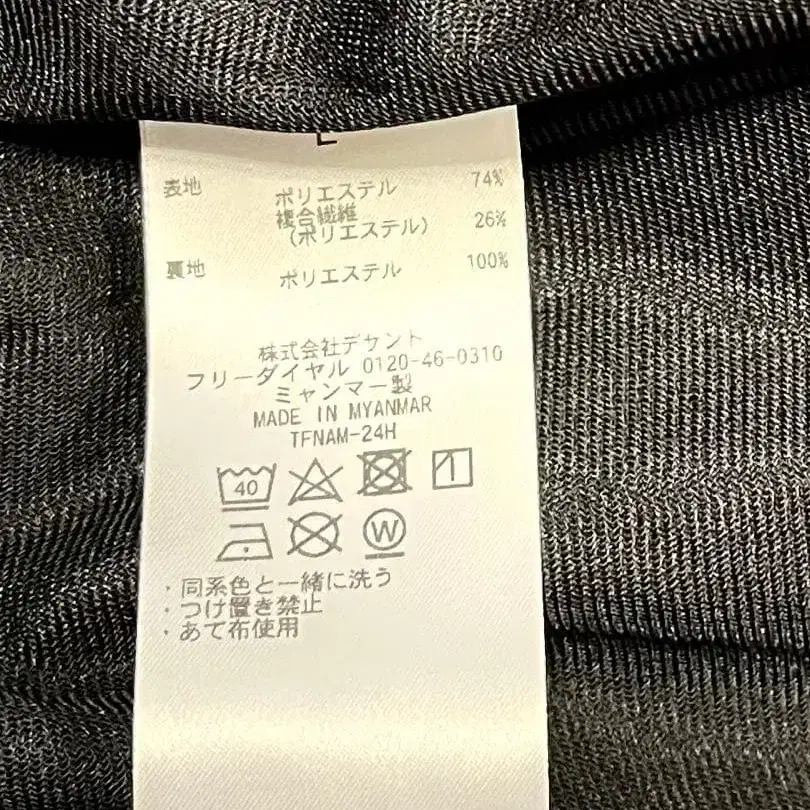 L
表地 ポリエステル 74%
複合繊維
(ポリエステル) 26%
裏地 ポリエステル 100%
株式会社デサント
フリーダイヤル 0120-46-0310
ミャンマー製
MADE IN MYANMAR
TFNAM-24H
40
W
・同系色と一緒に洗う
・つけ置き禁止
・あて布使用